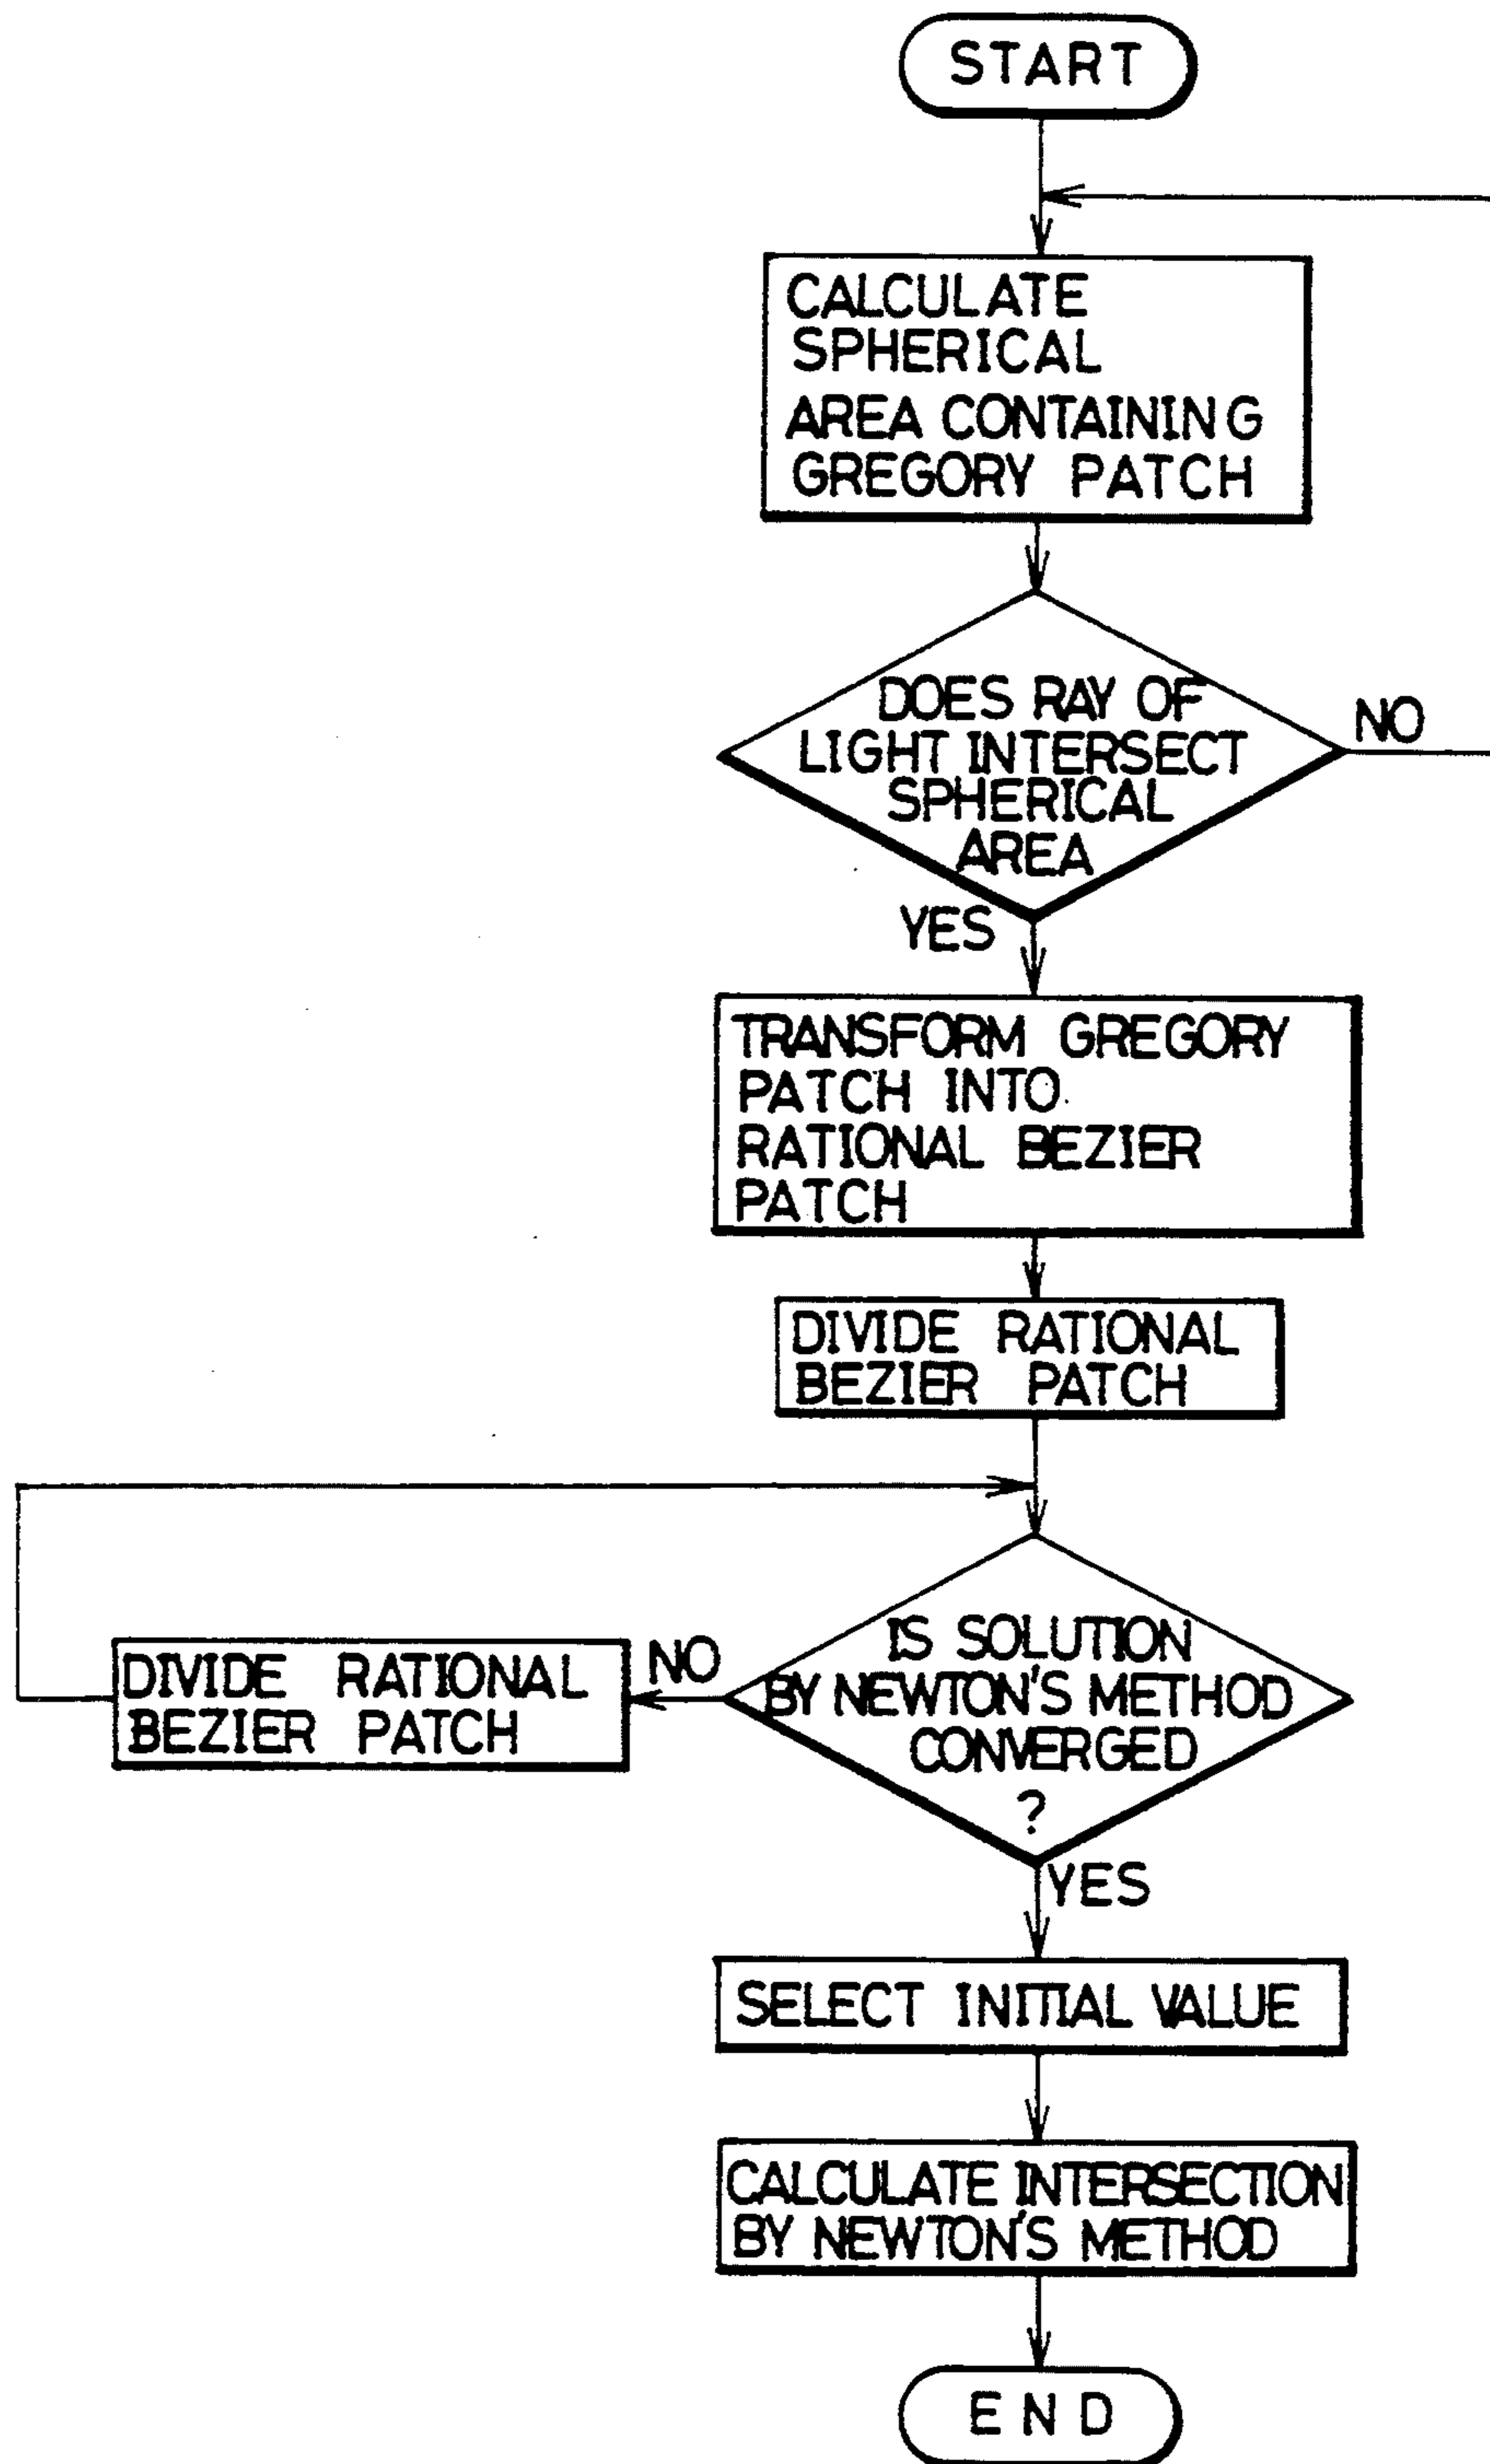 START
CALCULATE
SPHERICAL
AREA CONTAINING
GREGORY PATCH
DOES RAY OF
LIGHT INTERSECT
SPHERICAL
AREA
NO
YES
TRANSFORM GREGORY
PATCH INTO
RATIONAL BEZIER
PATCH
DIVIDE RATIONAL
BEZIER PATCH
IS SOLUTION
BY NEWTON'S METHOD
CONVERGED
?
NO
DIVIDE RATIONAL
BEZIER PATCH
YES
SELECT INITIAL VALUE
CALCULATE INTERSECTION
BY NEWTON'S METHOD
END